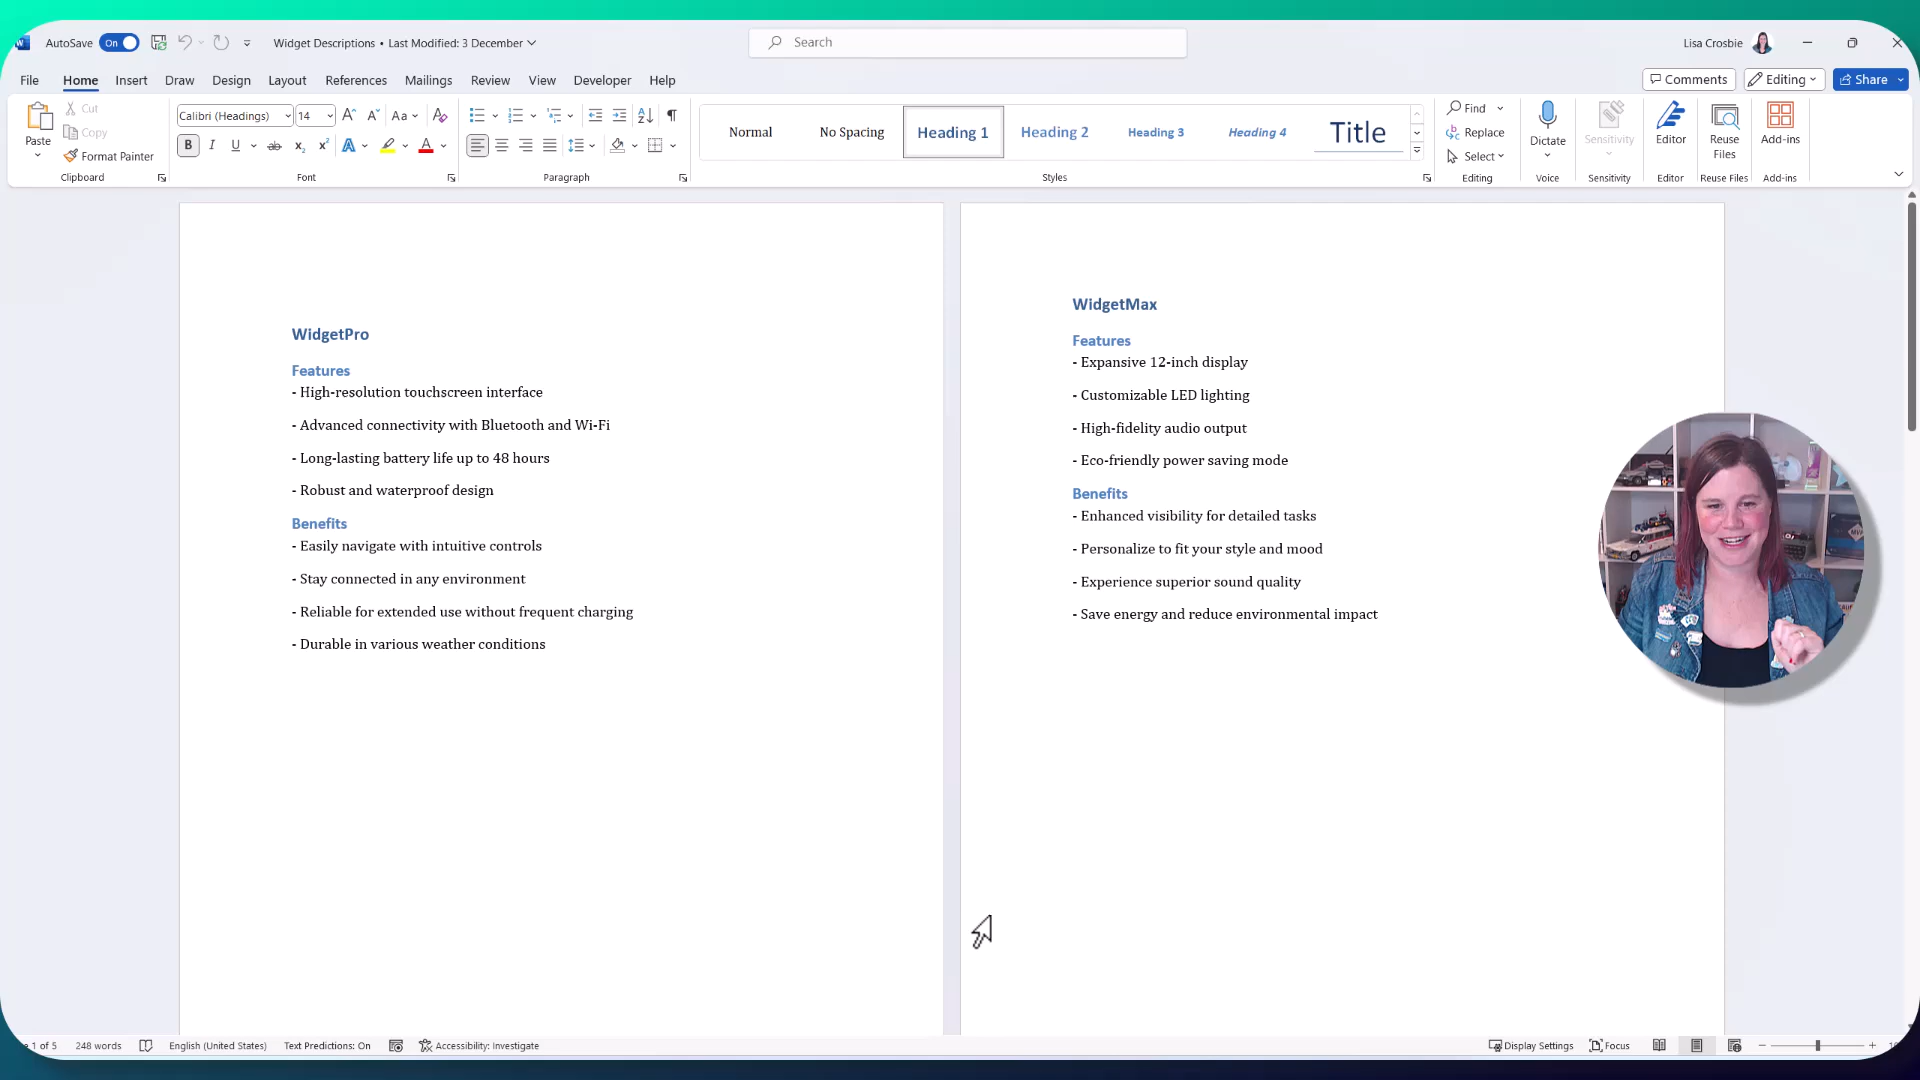 AutoSave On Widget Descriptions • Last Modified: 3 December Search Lisa Crosbie
File Home Insert Draw Design Layout References Mailings Review View Developer Help Comments Editing Share
Paste Cut Copy Format Painter
Clipboard
Calibri (Headings) 14
Font
Paragraph
Normal No Spacing Heading 1 Heading 2 Heading 3 Heading 4 Title
Styles
Find
Replace
Select
Editing
Dictate
Voice
Sensitivity
Sensitivity
Editor
Editor
Reuse Files
Reuse Files
Add-ins
Add-ins
WidgetPro
Features
- High-resolution touchscreen interface
- Advanced connectivity with Bluetooth and Wi-Fi
- Long-lasting battery life up to 48 hours
- Robust and waterproof design
Benefits
- Easily navigate with intuitive controls
- Stay connected in any environment
- Reliable for extended use without frequent charging
- Durable in various weather conditions
WidgetMax
Features
- Expansive 12-inch display
- Customizable LED lighting
- High-fidelity audio output
- Eco-friendly power saving mode
Benefits
- Enhanced visibility for detailed tasks
- Personalize to fit your style and mood
- Experience superior sound quality
- Save energy and reduce environmental impact
1 of 5 248 words English (United States) Text Predictions: On Accessibility: Investigate Display Settings Focus